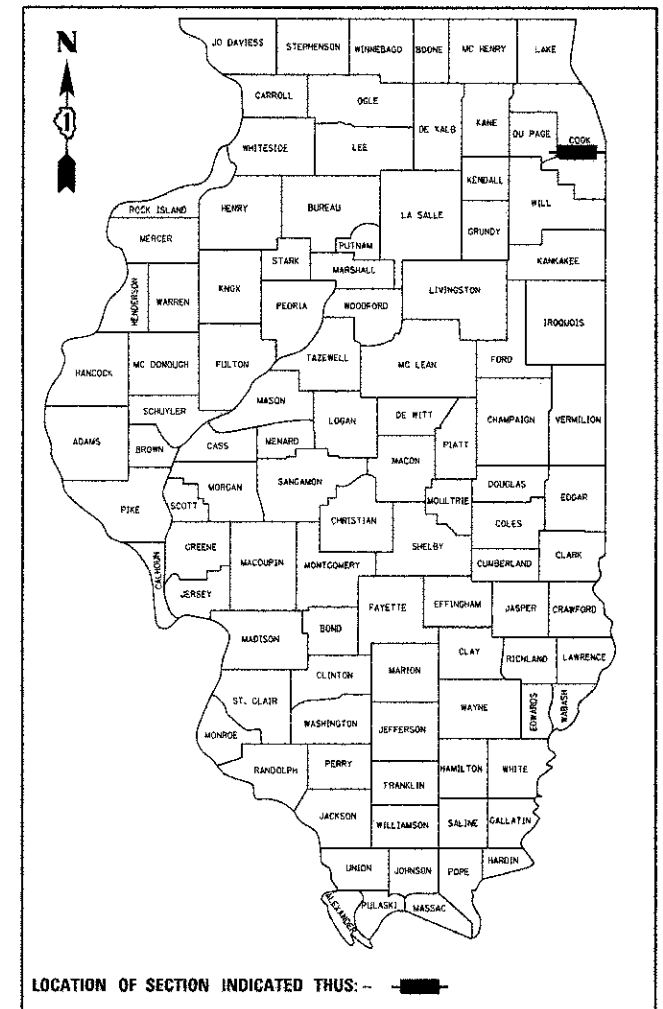 N
1
JO DAVIESS STEPHENSON WINNEBAGO BOONE MC HENRY LAKE
CARROLL OGLE DE KALB KANE DU PAGE COOK
WHITESIDE LEE KENDALL WILL
ROCK ISLAND HENRY BUREAU LA SALLE GRUNDY
MERCER PUTNAM KANKAKEE
STARK MARSHALL
HENDERSON WARREN KNOX PEORIA WOODFORD LIVINGSTON IROQUOIS
HANCOCK MC DONOUGH FULTON TAZEWELL MC LEAN FORD
SCHUYLER MASON LOGAN DE WITT CHAMPAIGN VERMILION
ADAMS BROWN CASS MENARD MACON PIATT
PIKE SCOTT MORGAN SANGAMON CHRISTIAN MOULTRIE DOUGLAS EDGAR
COLES
CALHOUN GREENE MACOUPIN MONTGOMERY SHELBY CUMBERLAND CLARK
JERSEY FAYETTE EFFINGHAM JASPER CRAWFORD
MADISON BOND
CLINTON MARION CLAY RICHLAND LAWRENCE
ST. CLAIR WASHINGTON JEFFERSON WAYNE EDWARDS WABASH
MONROE
RANDOLPH PERRY FRANKLIN HAMILTON WHITE
JACKSON WILLIAMSON SALINE GALLATIN
UNION JOHNSON POPE HARDIN
ALEXANDER PULASKI MASSAC
LOCATION OF SECTION INDICATED THUS: -